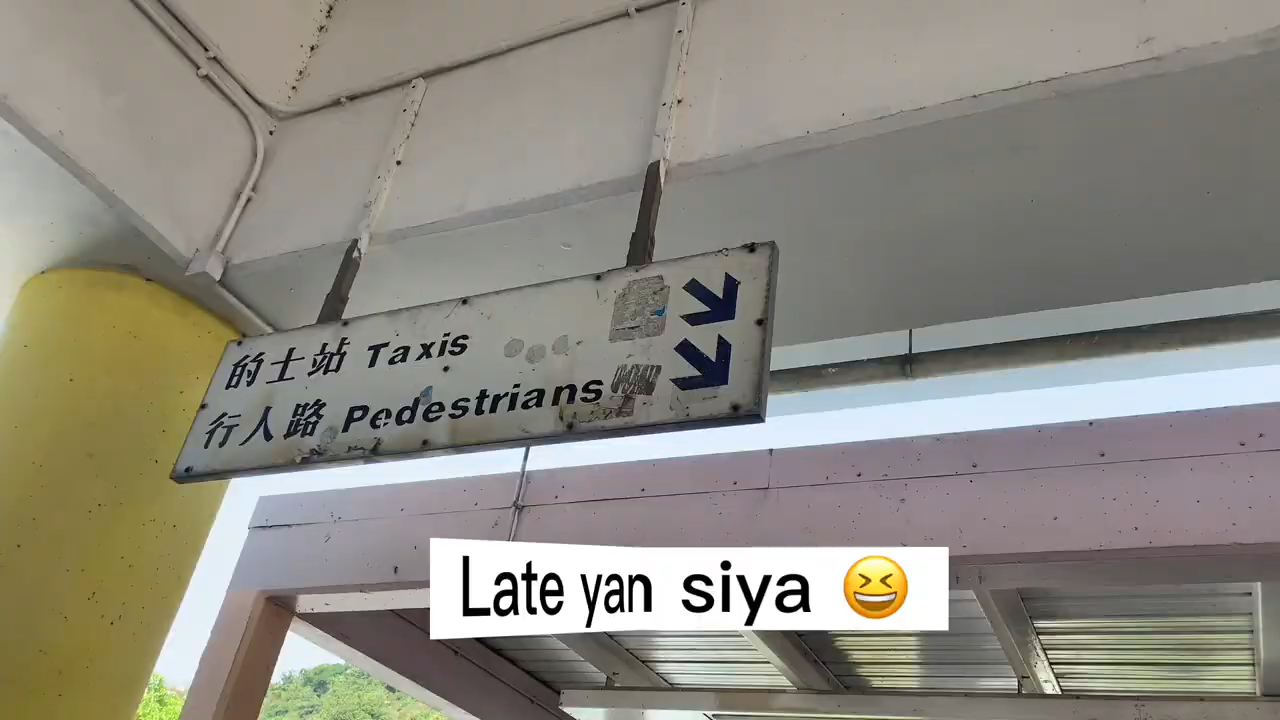 的士站 Taxis
行人路 Pedestrians
Late yan siya 😆